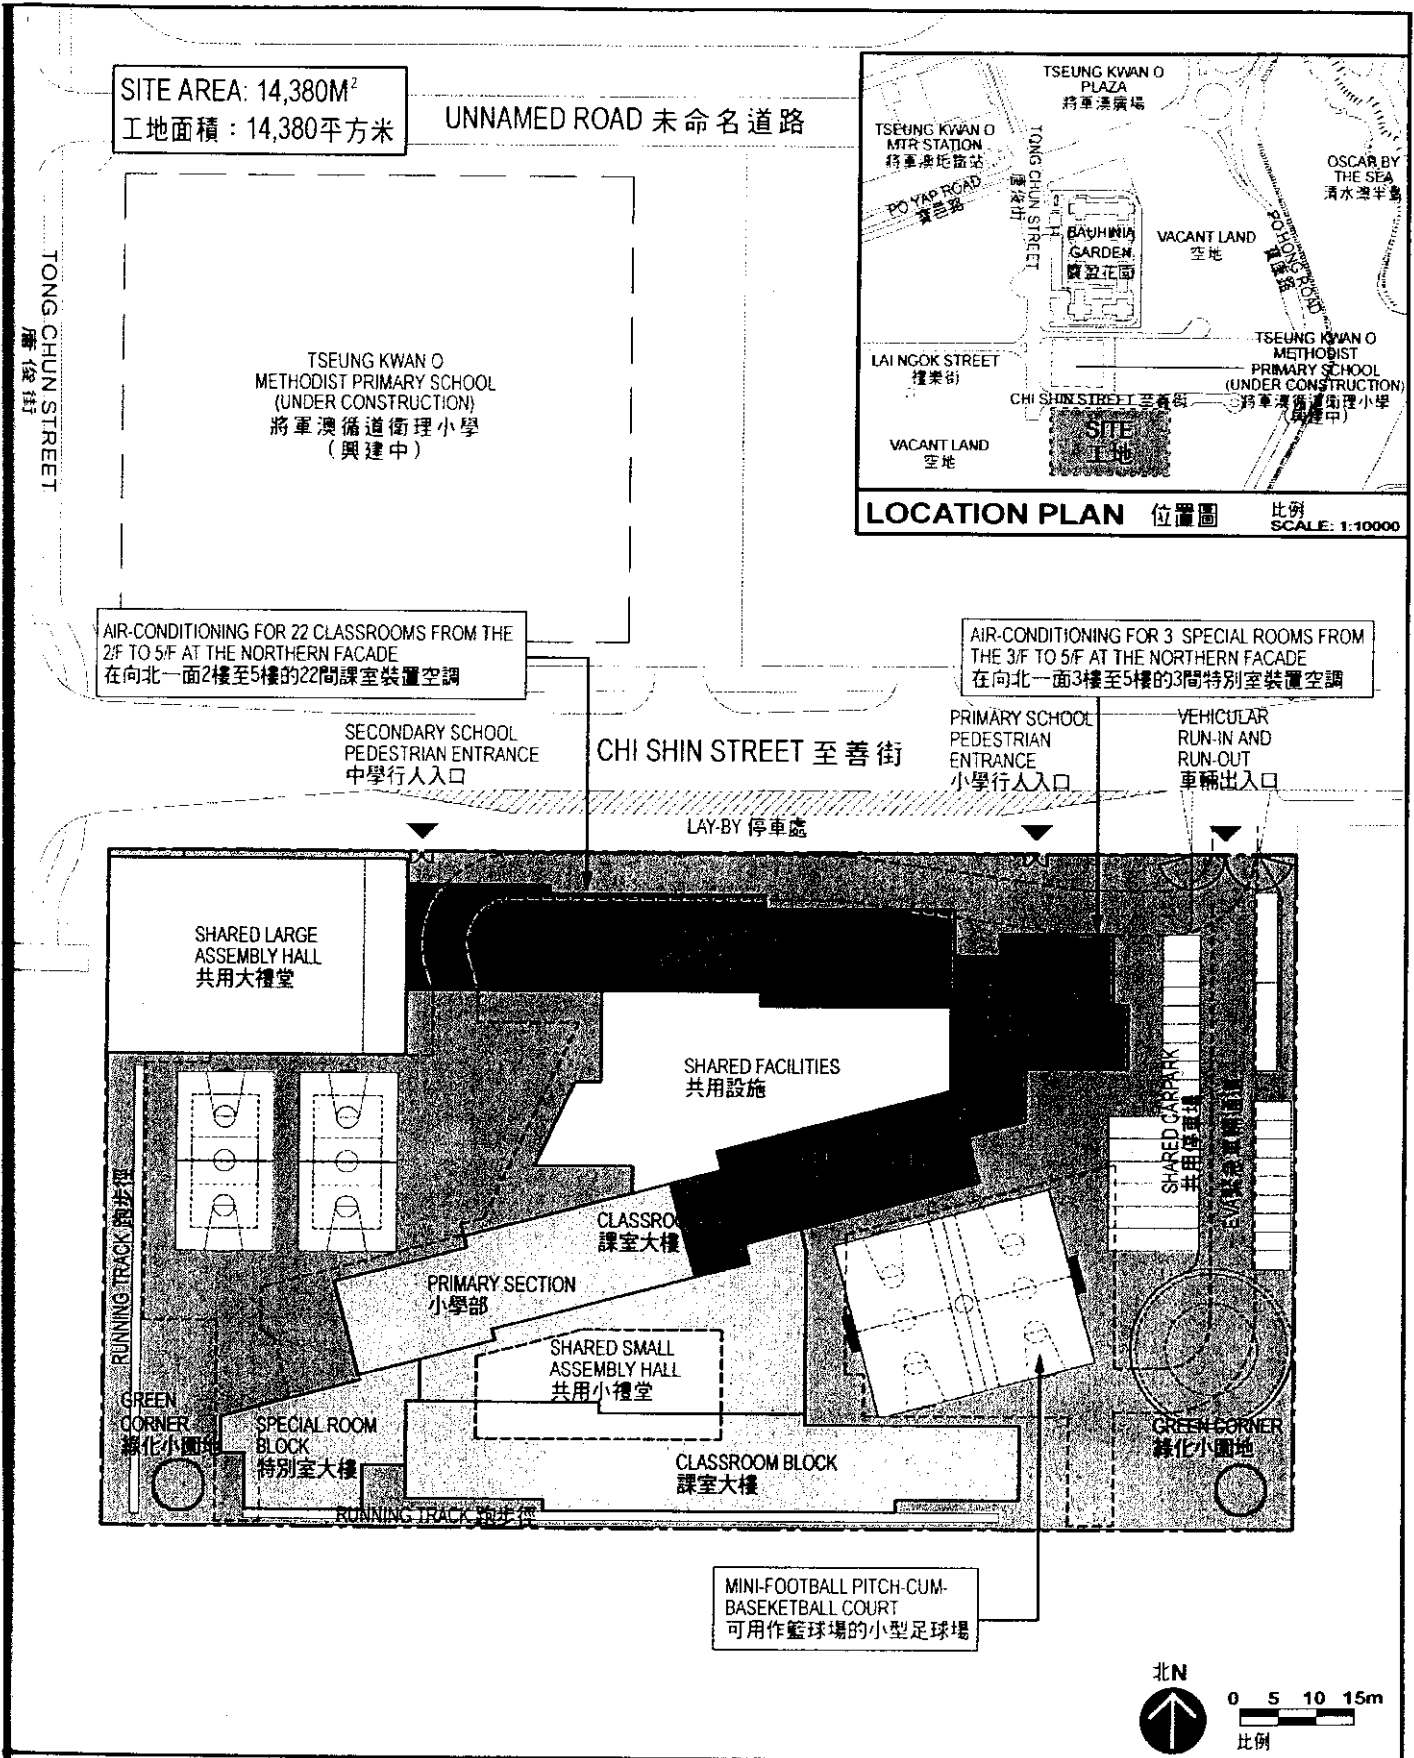 SITE AREA: 14,380M²
工地面積：14,380平方米
UNNAMED ROAD 未命名道路
TONG CHUN STREET
唐俊街
TSEUNG KWAN O
METHODIST PRIMARY SCHOOL
(UNDER CONSTRUCTION)
將軍澳循道衛理小學
（興建中）
TSEUNG KWAN O
PLAZA
將軍澳廣場
TSEUNG KWAN O
MTR STATION
將軍澳地鐵站
PO YAP ROAD
寶邑路
TONG CHUN STREET
唐俊街
BAUHINIA
GARDEN
寶盈花園
VACANT LAND
空地
OSCAR BY
THE SEA
清水灣半島
PO HONG ROAD
寶康路
LAI NGOK STREET
TSEUNG KWAN O
METHODIST
PRIMARY SCHOOL
(UNDER CONSTRUCTION)
將軍澳循道衛理小學
(興建中)
CHI SHIN STREET 至善街
VACANT LAND
空地
SITE
工地
LOCATION PLAN 位置圖
比例
SCALE: 1:10000
AIR-CONDITIONING FOR 22 CLASSROOMS FROM THE
2/F TO 5/F AT THE NORTHERN FACADE
在向北一面2樓至5樓的22間課室裝置空調
AIR-CONDITIONING FOR 3 SPECIAL ROOMS FROM
THE 3/F TO 5/F AT THE NORTHERN FACADE
在向北一面3樓至5樓的3間特別室裝置空調
SECONDARY SCHOOL
PEDESTRIAN ENTRANCE
中學行人入口
CHI SHIN STREET 至善街
PRIMARY SCHOOL
PEDESTRIAN
ENTRANCE
小學行人入口
VEHICULAR
RUN-IN AND
RUN-OUT
車輛出入口
LAY-BY 停車處
SHARED LARGE
ASSEMBLY HALL
共用大禮堂
SHARED FACILITIES
共用設施
SHARED CARPARK
共用停車場
EVA 緊急車輛通道
RUNNING TRACK 跑步徑
CLASSRO
課室大樓
PRIMARY SECTION
小學部
SHARED SMALL
ASSEMBLY HALL
共用小禮堂
GREEN
CORNER
綠化小園地
SPECIAL ROOM
BLOCK
特別室大樓
CLASSROOM BLOCK
課室大樓
GREEN CORNER
綠化小園地
RUNNING TRACK 跑步徑
MINI-FOOTBALL PITCH-CUM-
BASEKETBALL COURT
可用作籃球場的小型足球場
北N
0 5 10 15m
比例